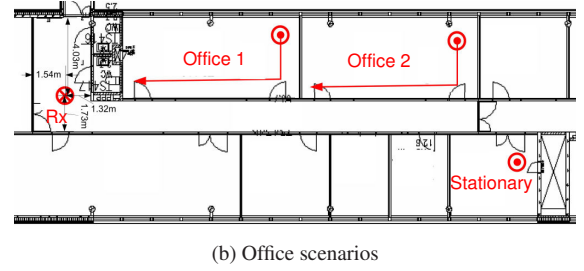 Office 1
Office 2
4.03m
1.54m
Rx
1.32m
1.73m
Stationary
(b) Office scenarios